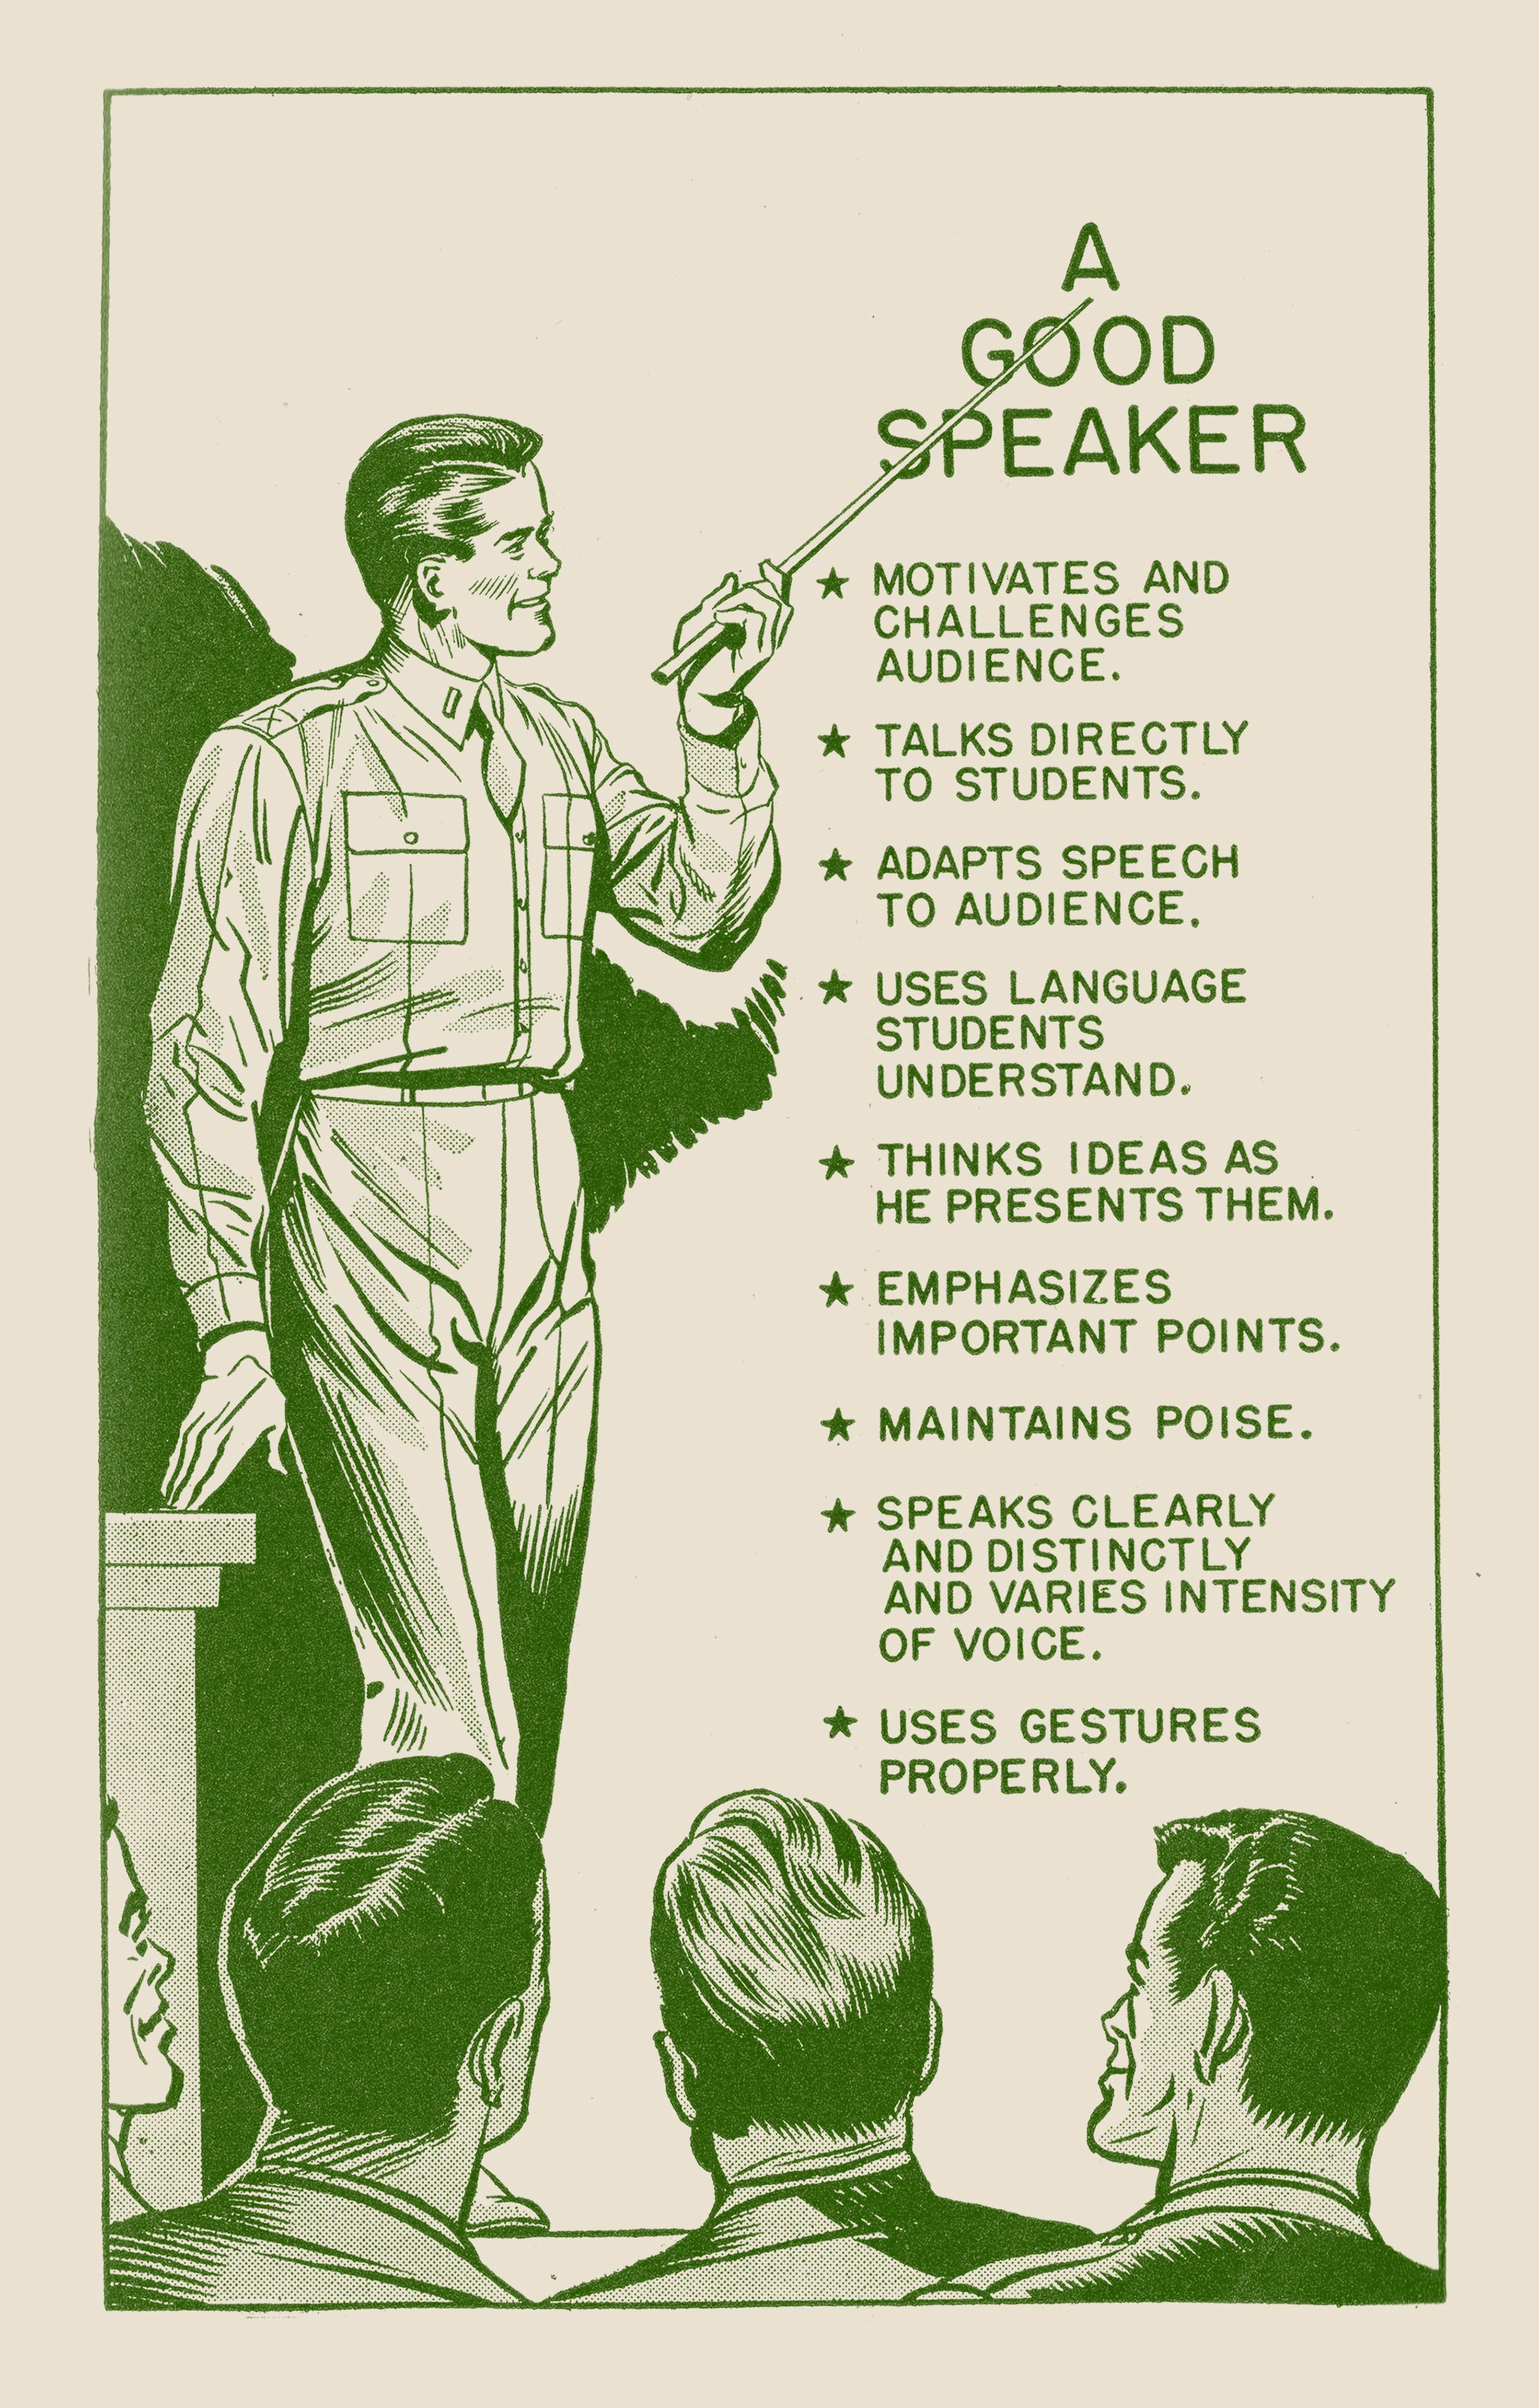 A
GOOD
SPEAKER
★ MOTIVATES AND
CHALLENGES
AUDIENCE.
★ TALKS DIRECTLY
TO STUDENTS.
★ ADAPTS SPEECH
TO AUDIENCE.
★ USES LANGUAGE
STUDENTS
UNDERSTAND.
★ THINKS IDEAS AS
HE PRESENTS THEM.
★ EMPHASIZES
IMPORTANT POINTS.
★ MAINTAINS POISE.
★ SPEAKS CLEARLY
AND DISTINCTLY
AND VARIES INTENSITY
OF VOICE.
★ USES GESTURES
PROPERLY.